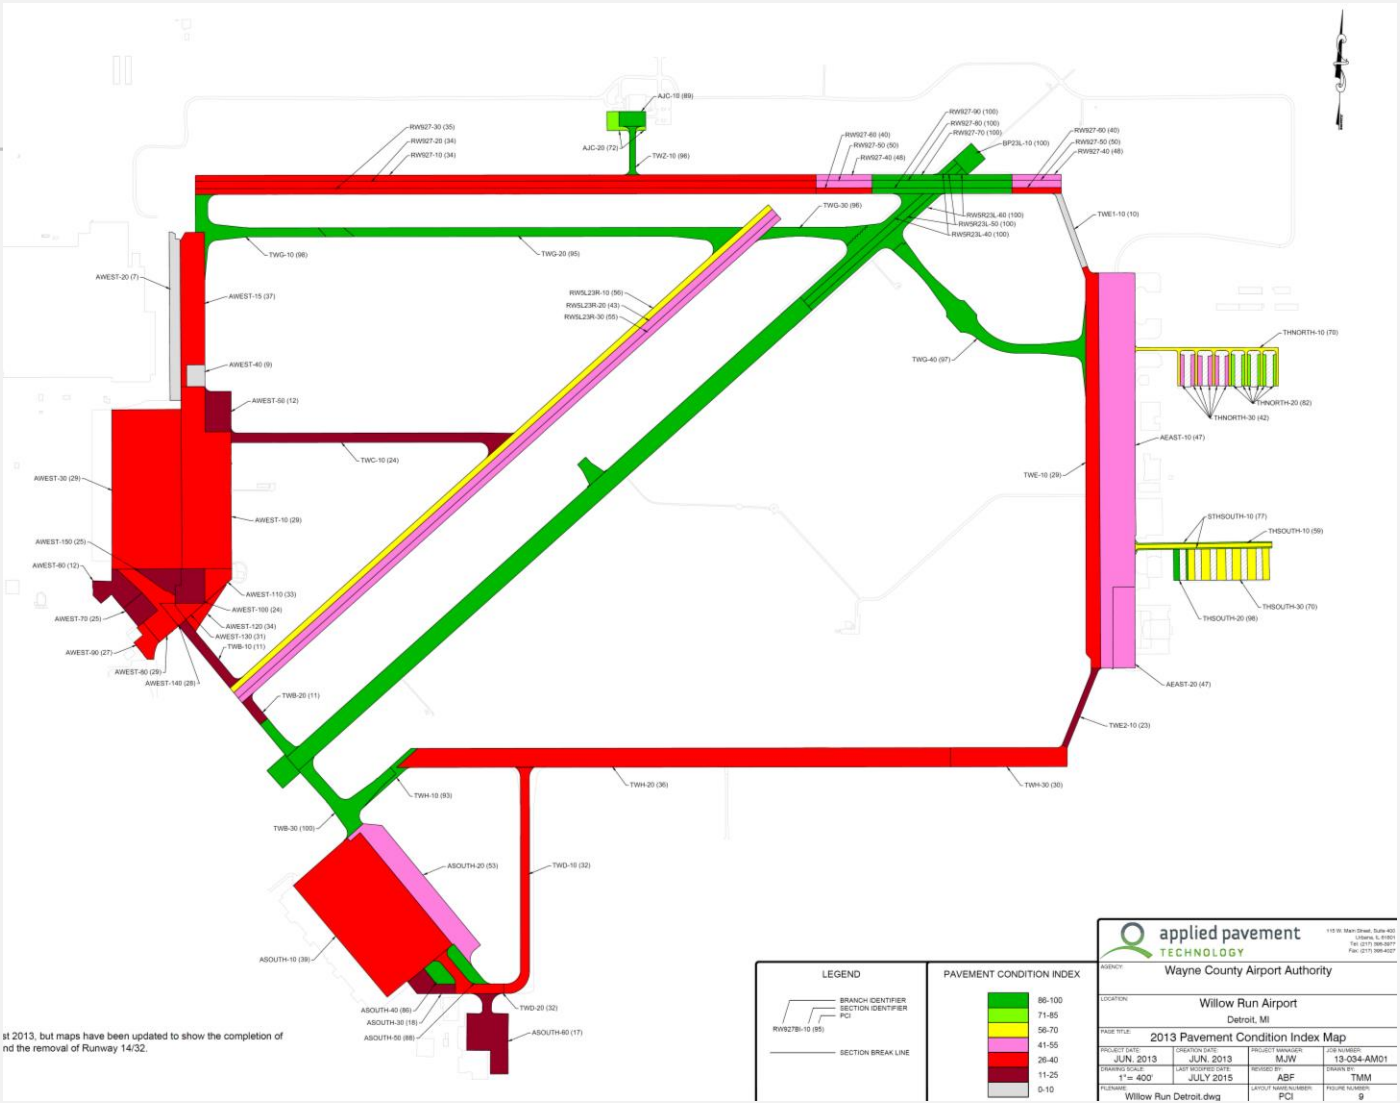 AJC-10 (89)
RW927-90 (100)
RW927-80 (100)
RW927-70 (100)
RW927-30 (35)
RW927-20 (34)
RW927-10 (34)
RW927-60 (40)
RW927-50 (50)
RW927-40 (48)
RW927-60 (40)
RW927-50 (50)
RW927-40 (48)
BP23L-10 (100)
AJC-20 (72)
TWZ-10 (96)
TWG-30 (96)
RW5R23L-60 (100)
RW5R23L-50 (100)
RW5R23L-40 (100)
TWE1-10 (10)
TWG-10 (98)
TWG-20 (95)
AWEST-20 (7)
AWEST-15 (37)
RW5L23R-10 (56)
RW5L23R-20 (43)
RW5L23R-30 (55)
THNORTH-10 (70)
TWG-40 (97)
AWEST-40 (9)
AWEST-50 (12)
THNORTH-20 (82)
THNORTH-30 (42)
AEAST-10 (47)
TWC-10 (24)
AWEST-30 (29)
TWE-10 (29)
AWEST-10 (29)
STHSOUTH-10 (77)
THSOUTH-10 (59)
AWEST-150 (25)
AWEST-60 (12)
AWEST-110 (33)
AWEST-100 (24)
THSOUTH-30 (70)
AWEST-70 (25)
THSOUTH-20 (96)
AWEST-120 (34)
AWEST-130 (31)
TWB-10 (11)
AWEST-90 (27)
AWEST-140 (28)
AEAST-20 (47)
TWB-20 (11)
TWE2-10 (23)
TWH-20 (36)
TWH-30 (30)
TWH-10 (93)
TWB-30 (100)
ASOUTH-20 (53)
TWD-10 (32)
ASOUTH-10 (39)
TWD-20 (32)
ASOUTH-40 (86)
ASOUTH-30 (18)
ASOUTH-50 (88)
ASOUTH-60 (17)
st 2013, but maps have been updated to show the completion of
nd the removal of Runway 14/32.
LEGEND
BRANCH IDENTIFIER
SECTION IDENTIFIER
PCI
RW927BI-10 (95)
SECTION BREAK LINE
PAVEMENT CONDITION INDEX
86-100
71-85
56-70
41-55
26-40
11-25
0-10
applied pavement
TECHNOLOGY
115 W. Main Street, Suite 400
Urbana, IL 61801
AGENCY:
Wayne County Airport Authority
LOCATION:
Willow Run Airport
Detroit, MI
PAGE TITLE:
2013 Pavement Condition Index Map
PROJECT DATE: CREATION DATE: PROJECT MANAGER: JOB NUMBER:
JUN. 2013 JUN. 2013 MJW 13-034-AM01
DRAWING SCALE: LAST MODIFIED DATE: REVISED BY: DRAWN BY:
1"= 400' JULY 2015 ABF TMM
FILENAME: LAYOUT NAME/NUMBER: FIGURE NUMBER:
Willow Run Detroit.dwg PCI 9